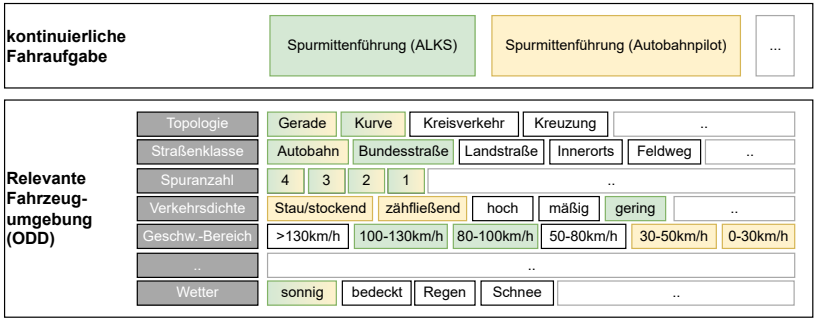 kontinuierliche
Fahraufgabe
Spurmittenführung (ALKS)
Spurmittenführung (Autobahnpilot)
...
Relevante
Fahrzeug-
umgebung
(ODD)
Topologie Gerade Kurve Kreisverkehr Kreuzung ..
Straßenklasse Autobahn Bundesstraße Landstraße Innerorts Feldweg ..
Spuranzahl 4 3 2 1 ..
Verkehrsdichte Stau/stockend zähfließend hoch mäßig gering ..
Geschw.-Bereich >130km/h 100-130km/h 80-100km/h 50-80km/h 30-50km/h 0-30km/h
.. ..
Wetter sonnig bedeckt Regen Schnee ..